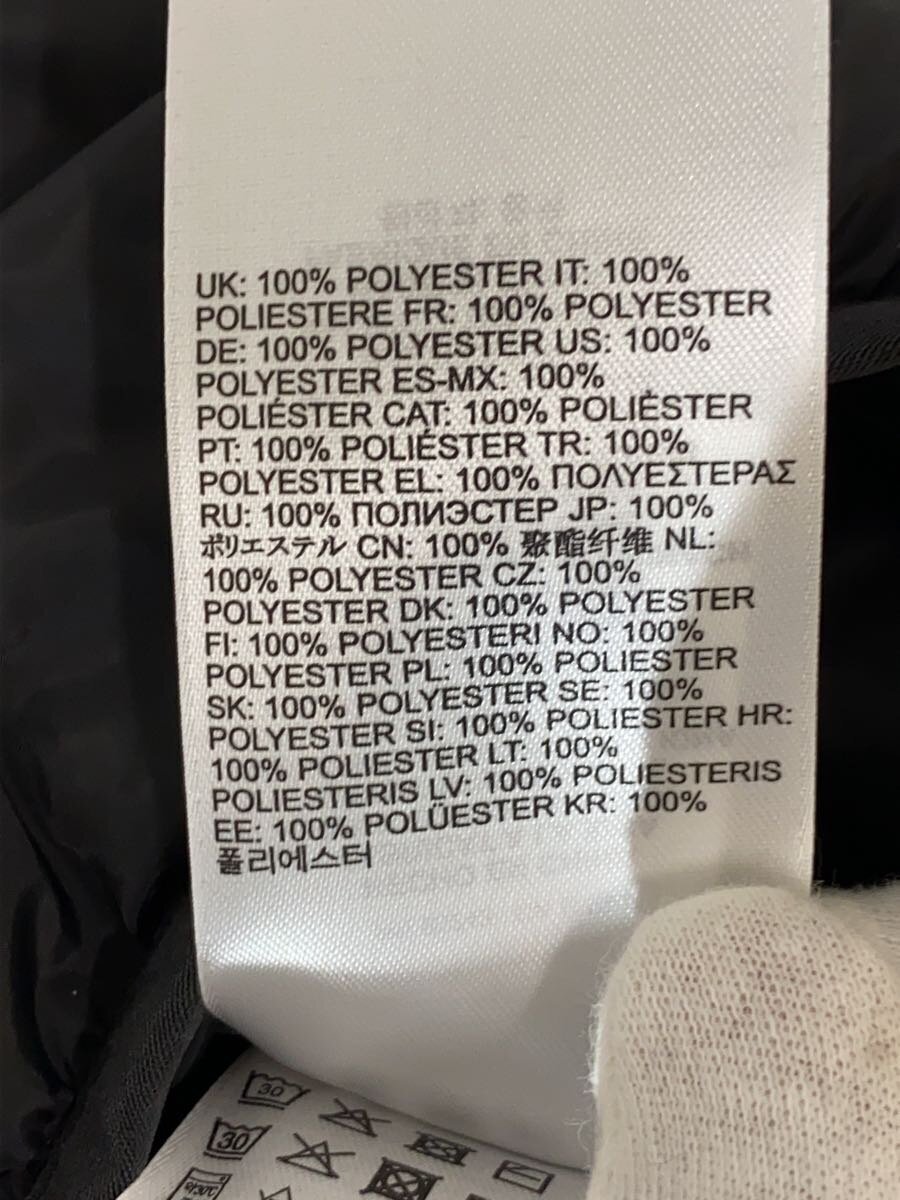 UK: 100% POLYESTER IT: 100%
POLIESTERE FR: 100% POLYESTER
DE: 100% POLYESTER US: 100%
POLYESTER ES-MX: 100%
POLIÉSTER CAT: 100% POLIÈSTER
PT: 100% POLIÉSTER TR: 100%
POLYESTER EL: 100% ΠΟΛΥΕΣΤΕΡΑΣ
RU: 100% ПОЛИЭСТЕР JP: 100%
ポリエステル CN: 100% 聚酯纤维 NL:
100% POLYESTER CZ: 100%
POLYESTER DK: 100% POLYESTER
FI: 100% POLYESTERI NO: 100%
POLYESTER PL: 100% POLIESTER
SK: 100% POLYESTER SE: 100%
POLYESTER SI: 100% POLIESTER HR:
100% POLIESTER LT: 100%
POLIESTERIS LV: 100% POLIESTERIS
EE: 100% POLÜESTER KR: 100%
폴리에스터
30
30